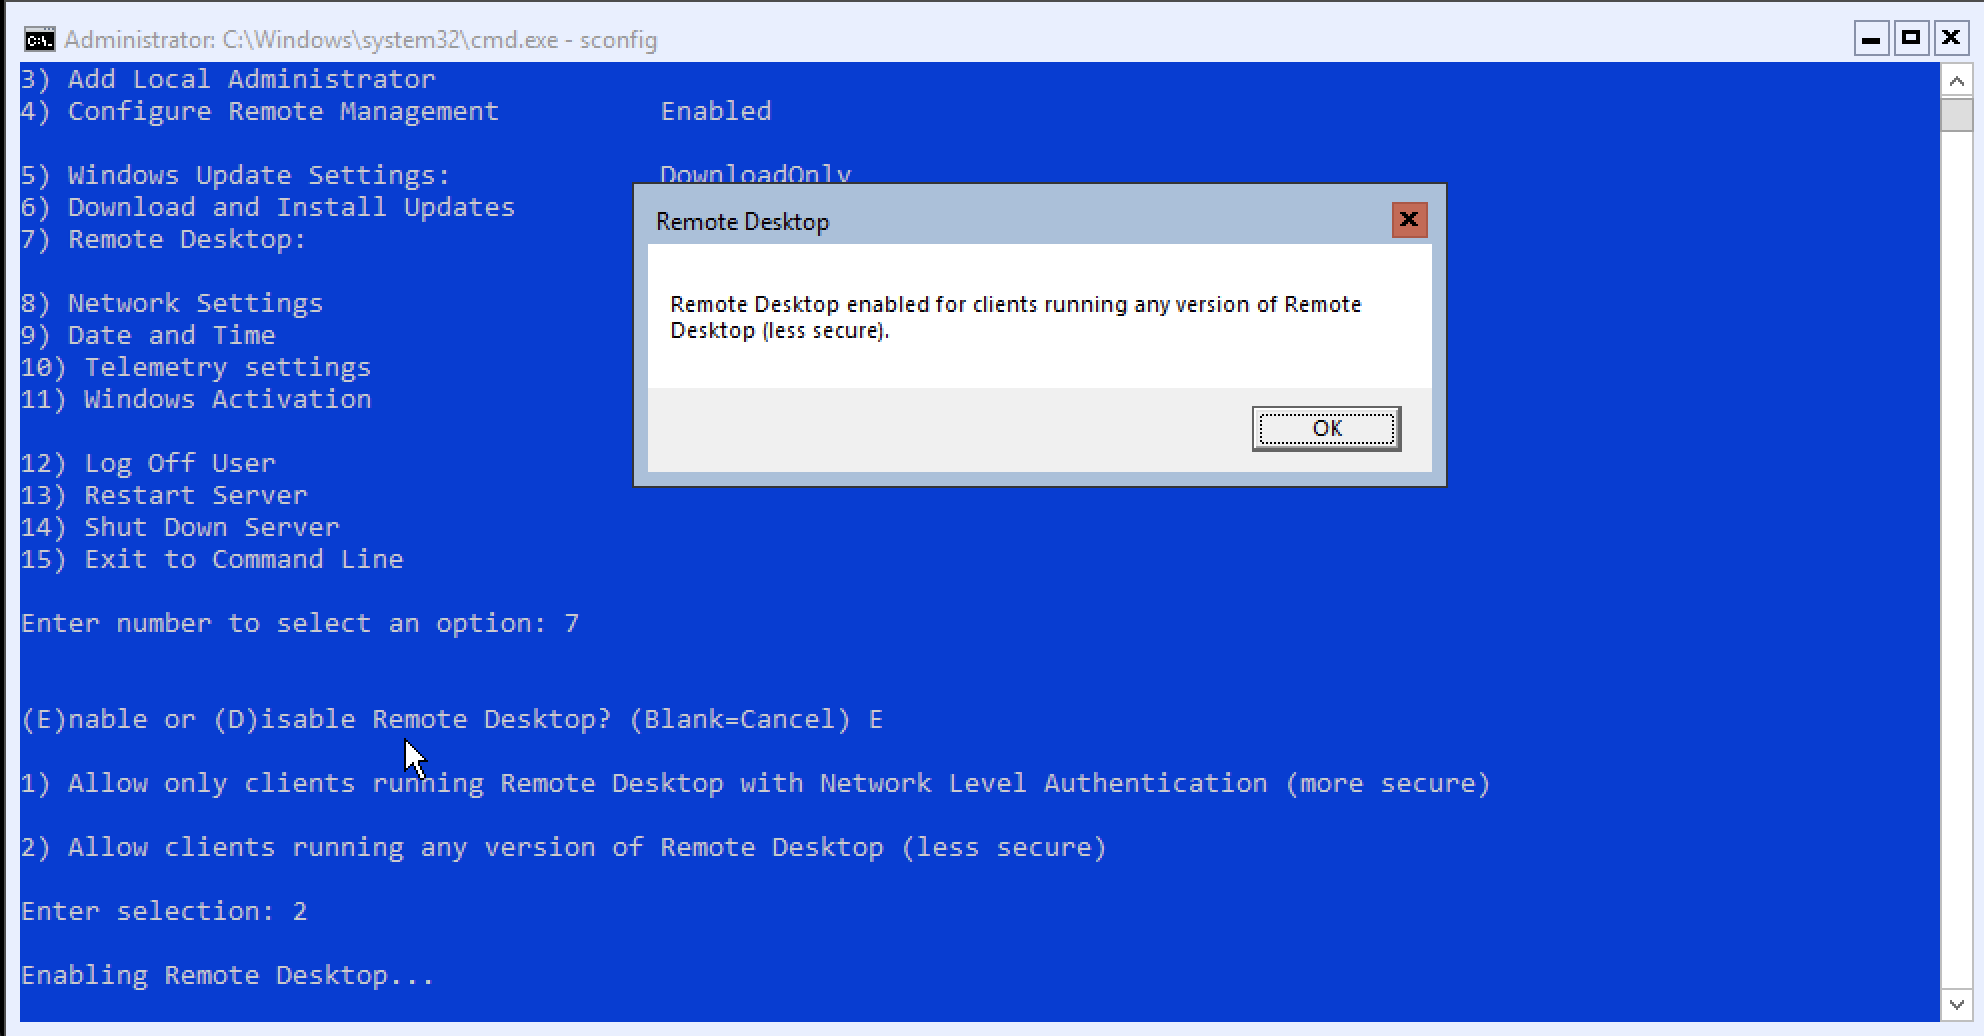 Administrator: C:\Windows\system32\cmd.exe - sconfig
3) Add Local Administrator
4) Configure Remote Management Enabled
5) Windows Update Settings: DownloadOnly
6) Download and Install Updates
7) Remote Desktop:
8) Network Settings
9) Date and Time
10) Telemetry settings
11) Windows Activation
12) Log Off User
13) Restart Server
14) Shut Down Server
15) Exit to Command Line
Enter number to select an option: 7
(E)nable or (D)isable Remote Desktop? (Blank=Cancel) E
1) Allow only clients running Remote Desktop with Network Level Authentication (more secure)
2) Allow clients running any version of Remote Desktop (less secure)
Enter selection: 2
Enabling Remote Desktop...
Remote Desktop
Remote Desktop enabled for clients running any version of Remote
Desktop (less secure).
OK